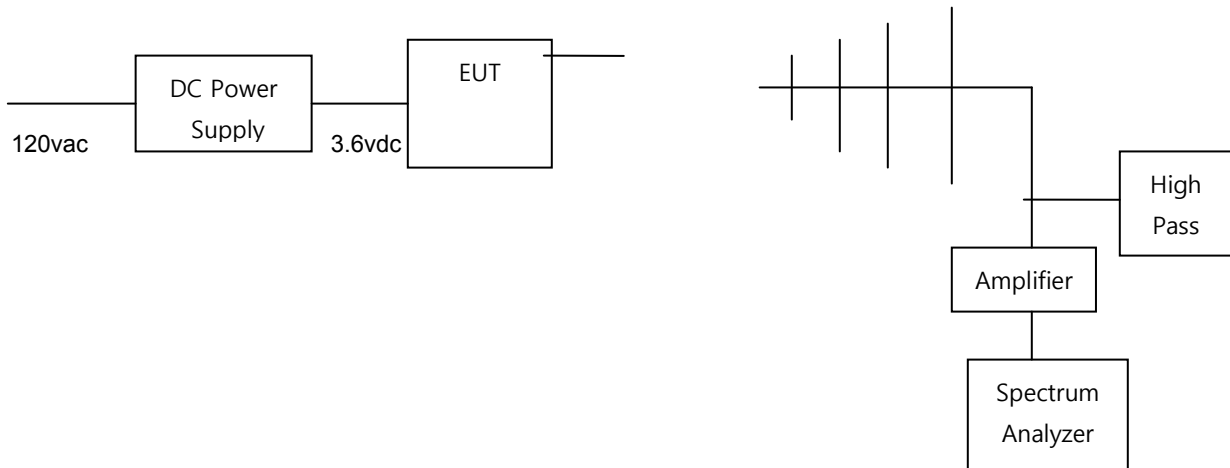 120vac
DC Power
Supply
3.6vdc
EUT
High
Pass
Amplifier
Spectrum
Analyzer